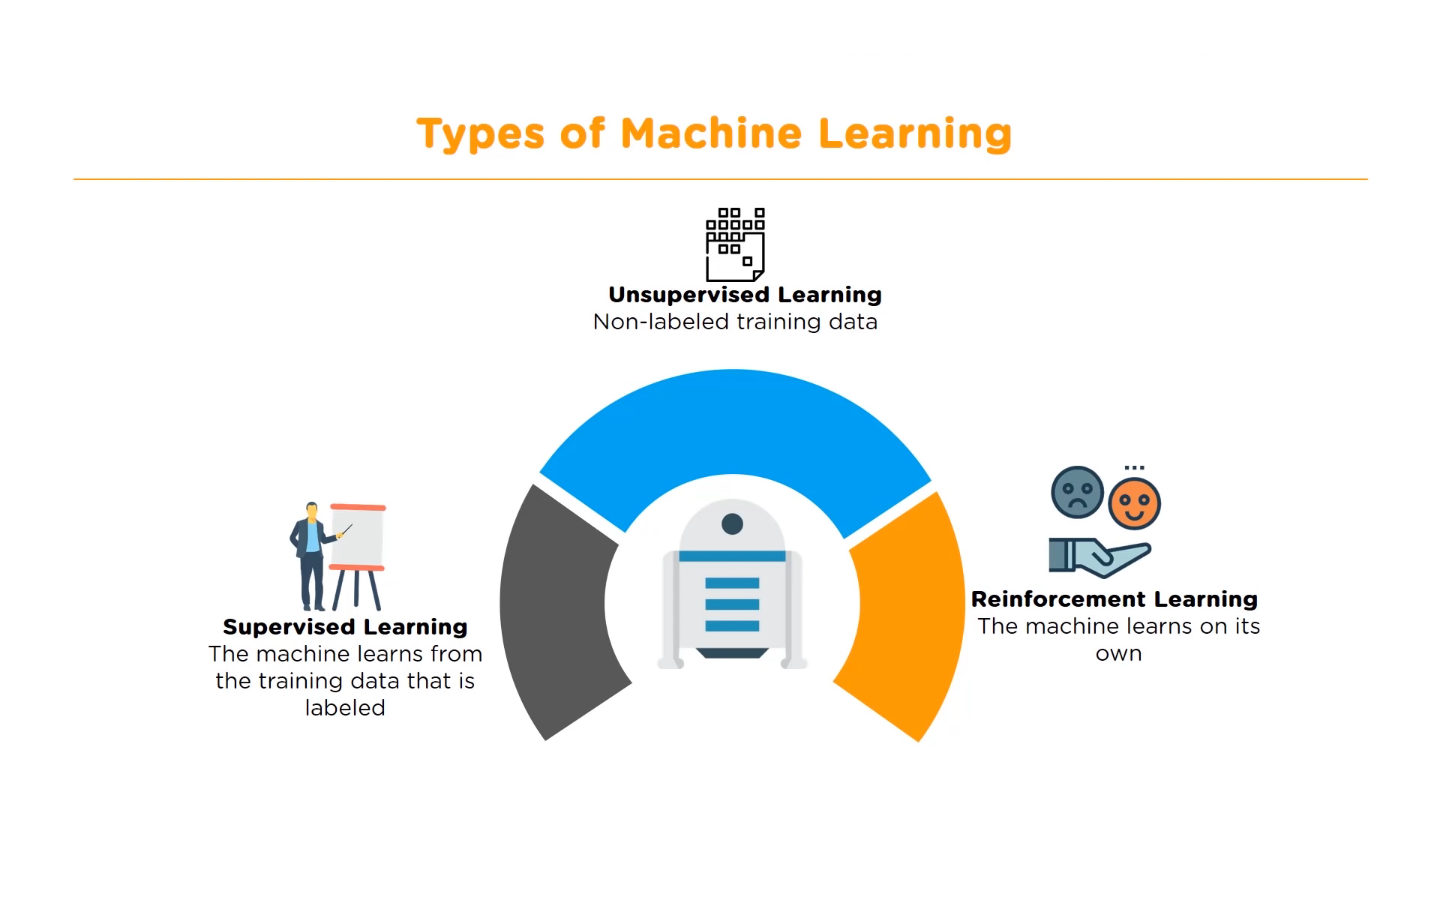 Types of Machine Learning
Unsupervised Learning
Non-labeled training data
Supervised Learning
The machine learns from
the training data that is
labeled
Reinforcement Learning
The machine learns on its
own